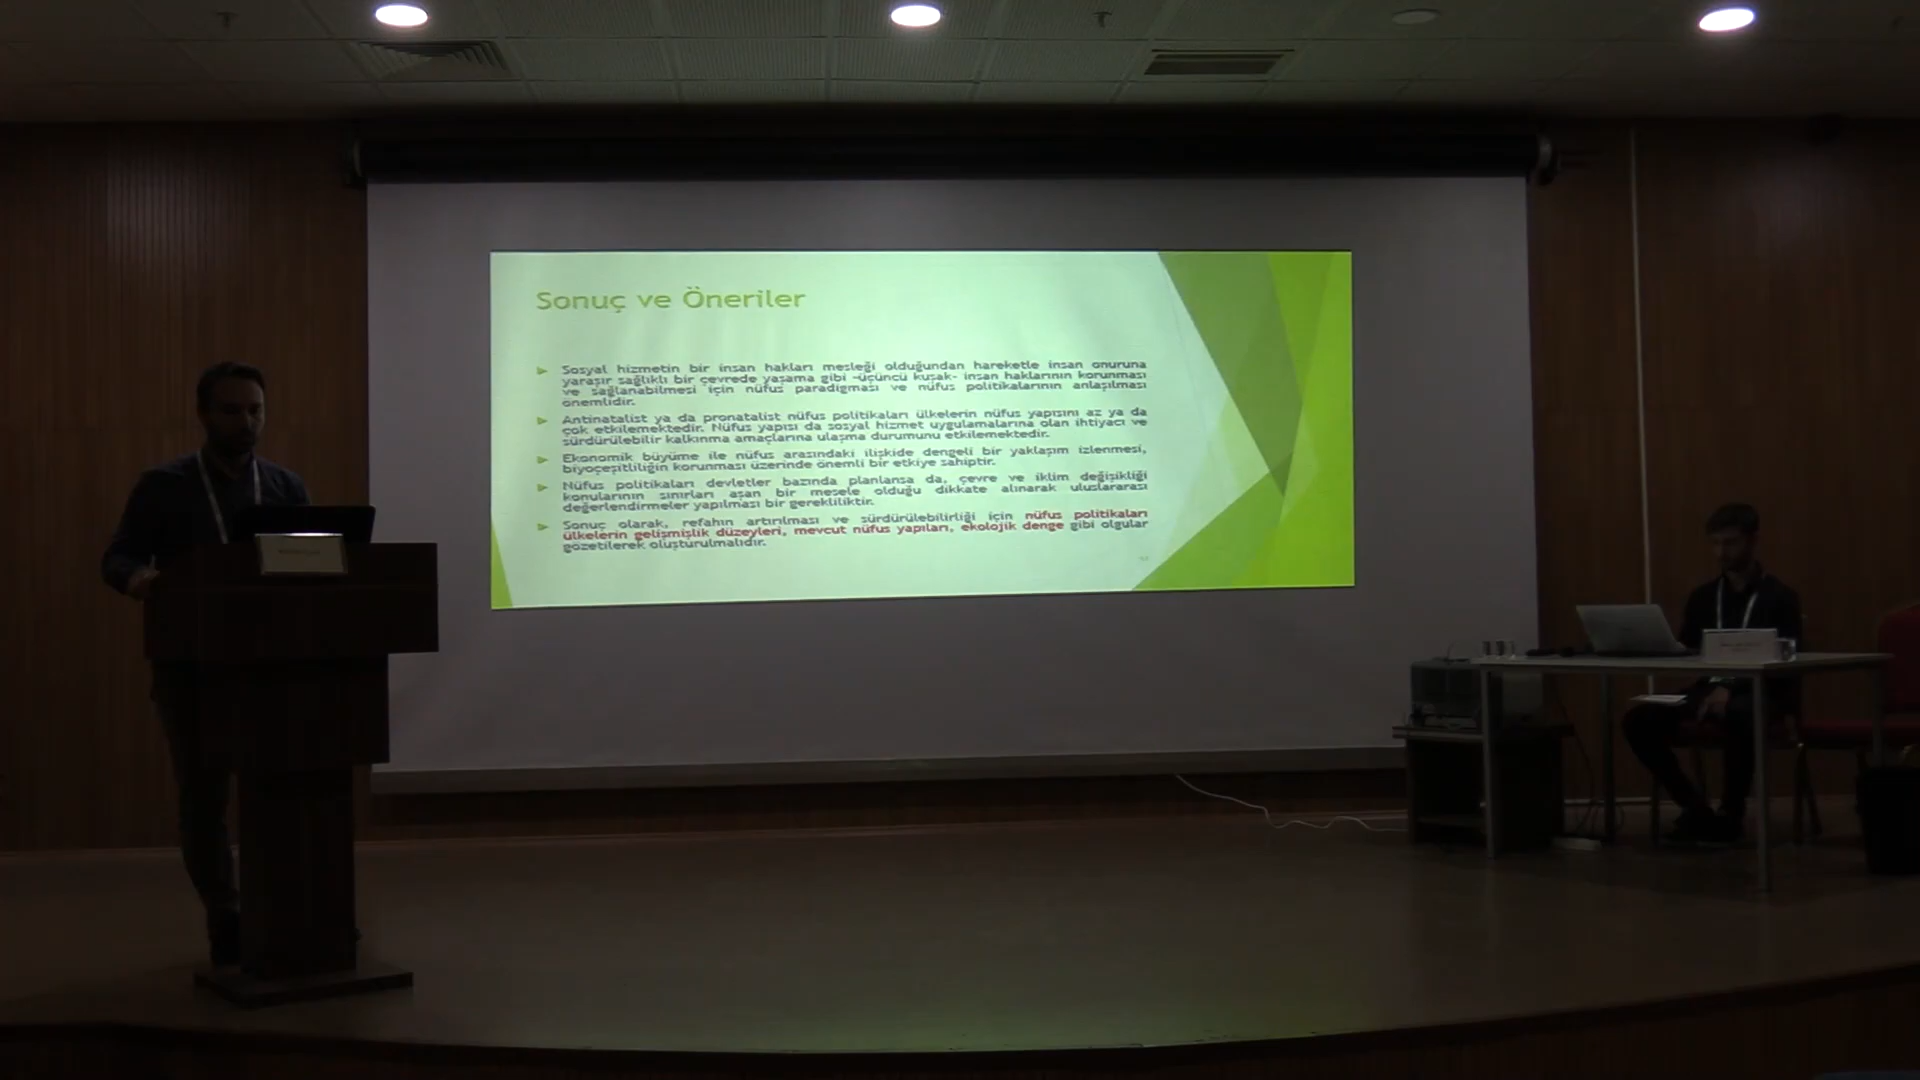 Sonuç ve Öneriler
Sosyal hizmetin bir insan hakları mesleği olduğundan hareketle insan onuruna
yaraşır sağlıklı bir çevrede yaşama gibi -üçüncü kuşak- insan haklarının korunması
ve sağlanabilmesi için nüfus paradigması ve nüfus politikalarının anlaşılması
önemlidir.
Antinatalist ya da pronatalist nüfus politikaları ülkelerin nüfus yapısını az ya da
çok etkilemektedir. Nüfus yapısı da sosyal hizmet uygulamalarına olan ihtiyacı ve
sürdürülebilir kalkınma amaçlarına ulaşma durumunu etkilemektedir.
Ekonomik büyüme ile nüfus arasındaki ilişkide dengeli bir yaklaşım izlenmesi,
biyoçeşitliliğin korunması üzerinde önemli bir etkiye sahiptir.
Nüfus politikaları devletler bazında planlansa da, çevre ve iklim değişikliği
konularının sınırları aşan bir mesele olduğu dikkate alınarak uluslararası
değerlendirmeler yapılması bir gerekliliktir.
Sonuç olarak, refahın artırılması ve sürdürülebilirliği için nüfus politikaları
ülkelerin gelişmişlik düzeyleri, mevcut nüfus yapıları, ekolojik denge gibi olgular
gözetilerek oluşturulmalıdır.